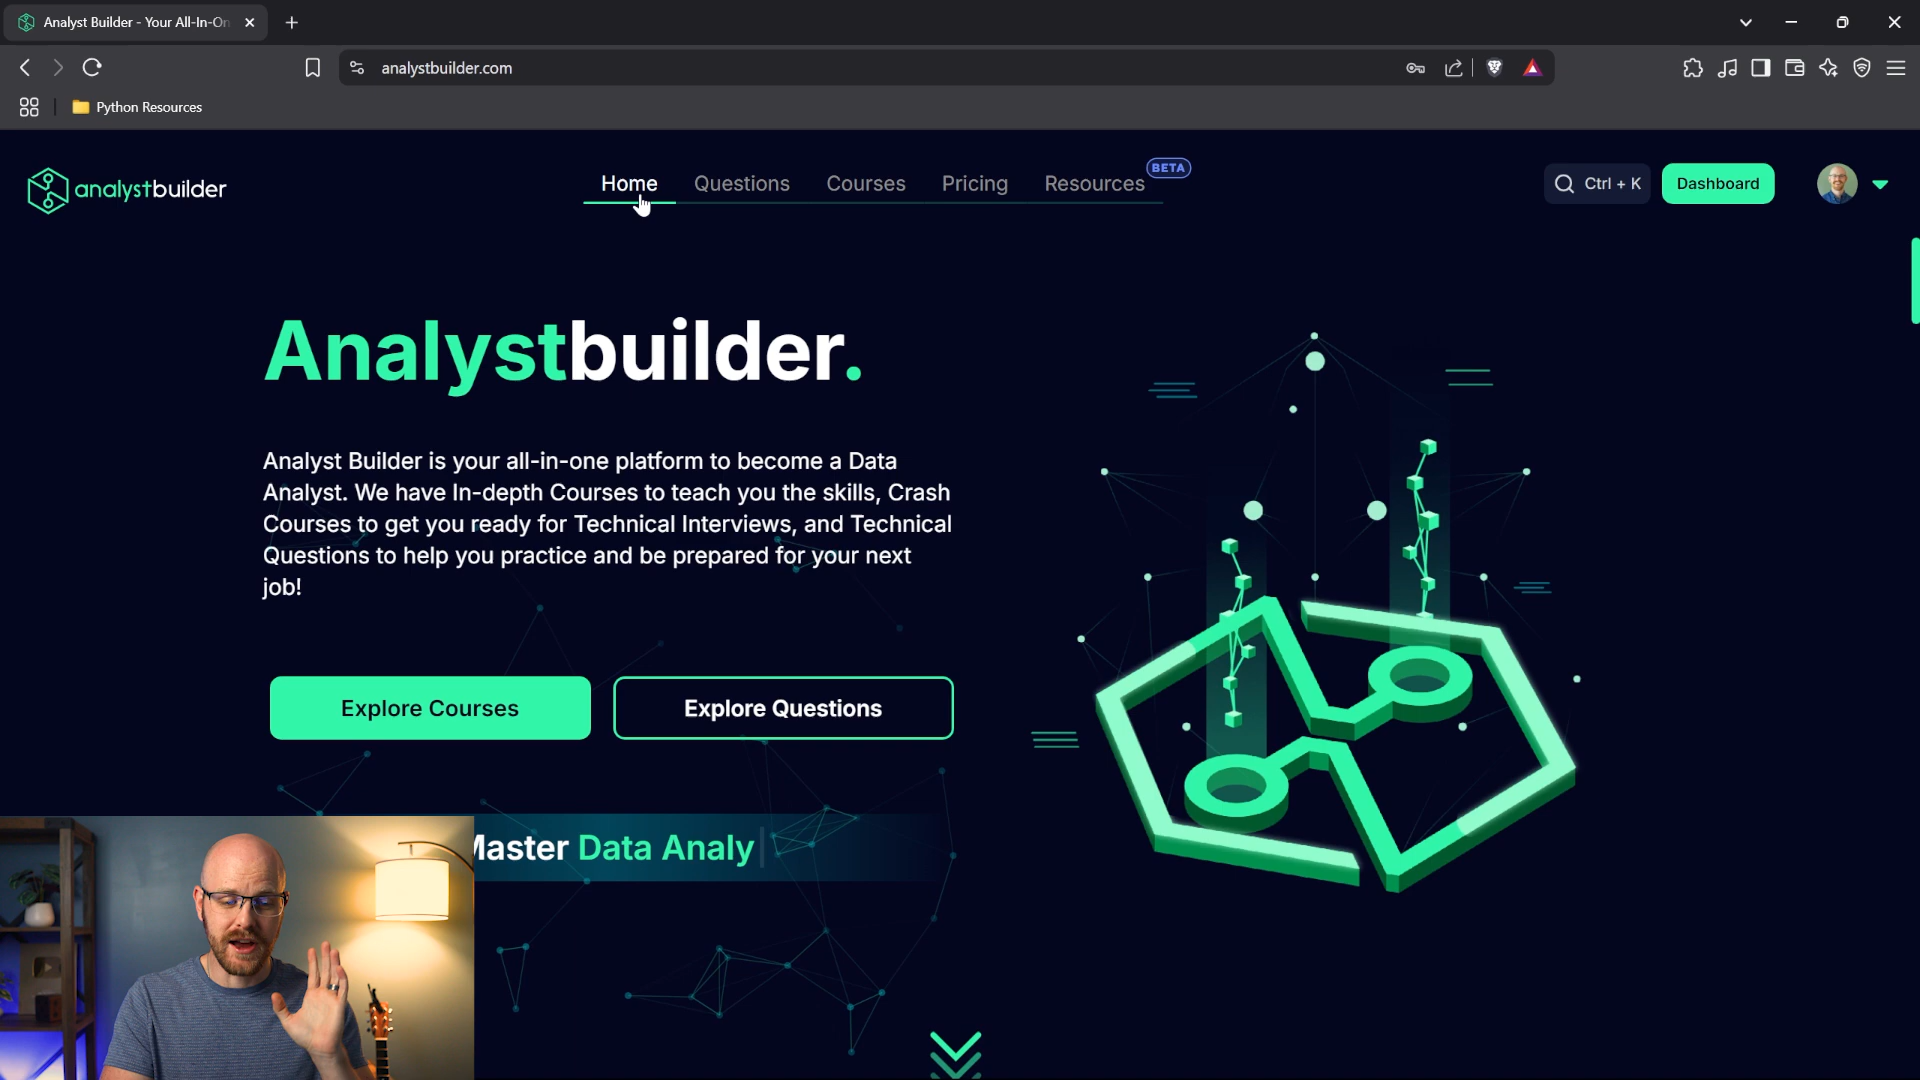 Analyst Builder - Your All-In-On
analystbuilder.com
Python Resources
analystbuilder
Home
Questions
Courses
Pricing
Resources
BETA
Ctrl + K
Dashboard
Analystbuilder.
Analyst Builder is your all-in-one platform to become a Data
Analyst. We have In-depth Courses to teach you the skills, Crash
Courses to get you ready for Technical Interviews, and Technical
Questions to help you practice and be prepared for your next
job!
Explore Courses
Explore Questions
Master Data Analy